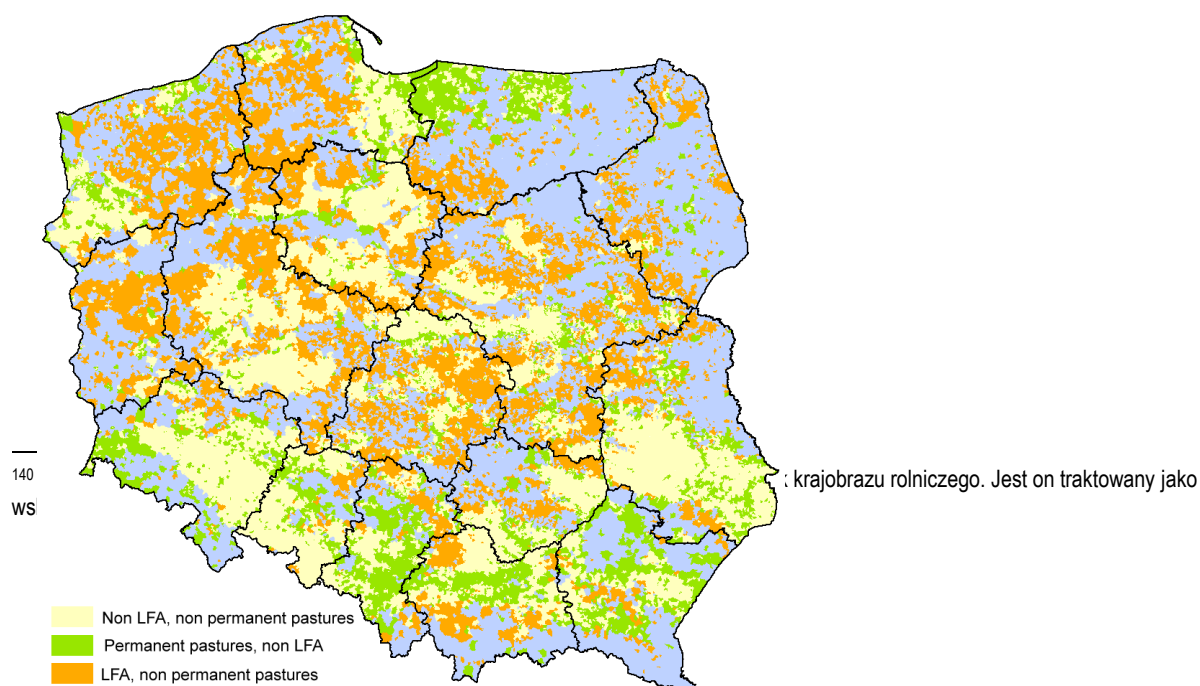 140
krajobrazu rolniczego. Jest on traktowany jako
ws
Non LFA, non permanent pastures
Permanent pastures, non LFA
LFA, non permanent pastures